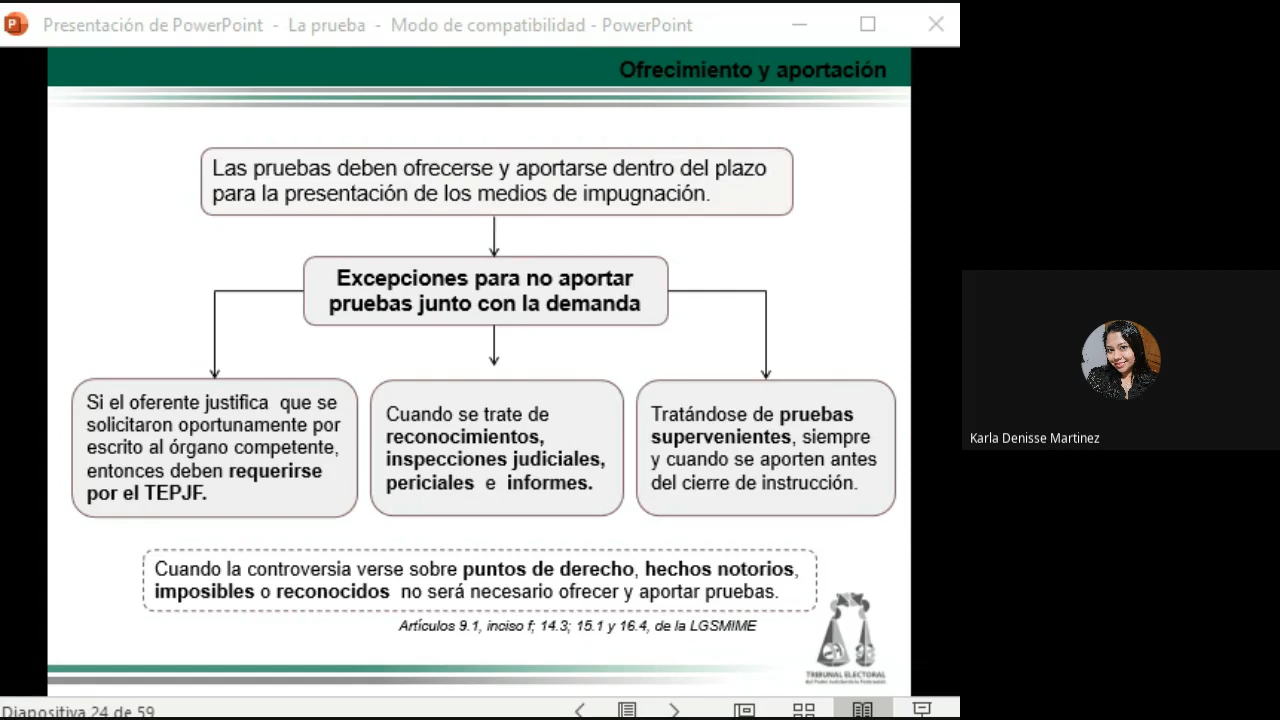 Presentación de PowerPoint - La prueba - Modo de compatibilidad - PowerPoint
Ofrecimiento y aportación
Las pruebas deben ofrecerse y aportarse dentro del plazo
para la presentación de los medios de impugnación.
Excepciones para no aportar
pruebas junto con la demanda
Si el oferente justifica que se
solicitaron oportunamente por
escrito al órgano competente,
entonces deben requerirse
por el TEPJF.
Cuando se trate de
reconocimientos,
inspecciones judiciales,
periciales e informes.
Tratándose de pruebas
supervenientes, siempre
y cuando se aporten antes
del cierre de instrucción.
Cuando la controversia verse sobre puntos de derecho, hechos notorios,
imposibles o reconocidos no será necesario ofrecer y aportar pruebas.
Artículos 9.1, inciso f; 14.3; 15.1 y 16.4, de la LGSMIME
TRIBUNAL ELECTORAL
del Poder Judicial de la Federación
Diapositiva 24 de 59
Karla Denisse Martinez